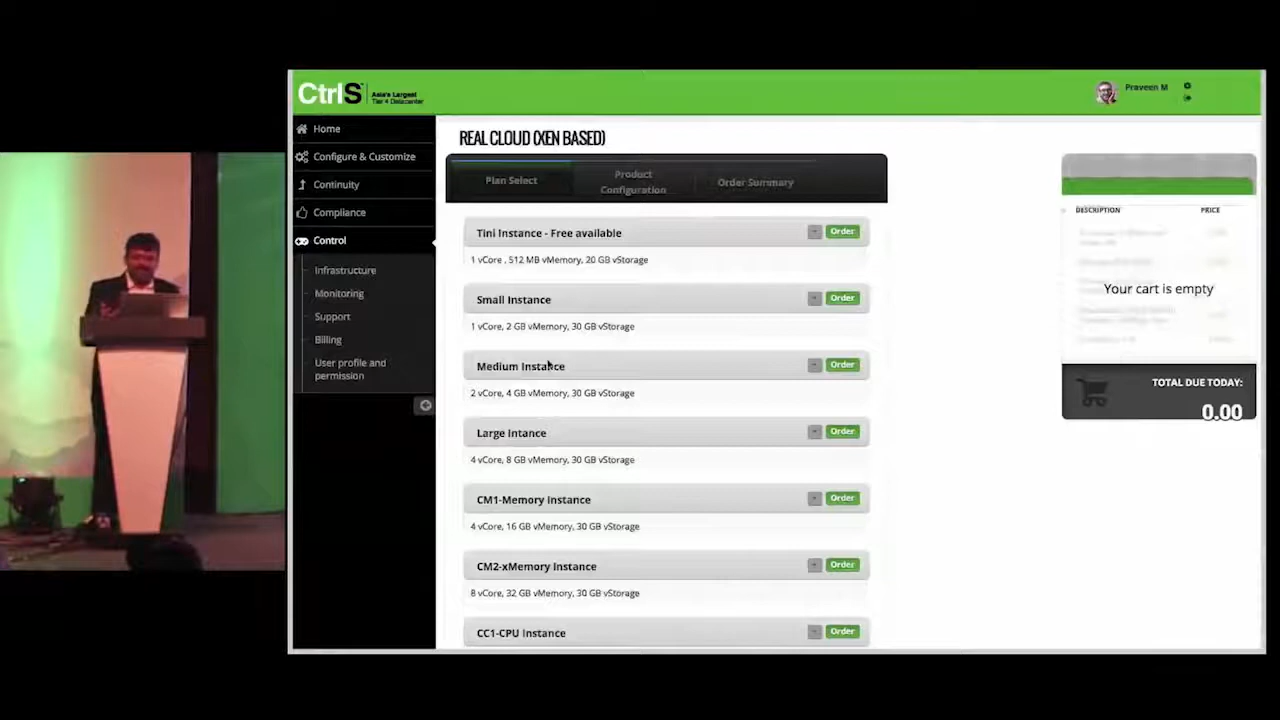 CtrlS
Asia's Largest
Tier 4 Datacenter
Praveen M
Home
Configure & Customize
Continuity
Compliance
Control
Infrastructure
Monitoring
Support
Billing
User profile and
permission
REAL CLOUD (XEN BASED)
Plan Select
Product
Configuration
Order Summary
Tini Instance - Free available
Order
1 vCore , 512 MB vMemory, 20 GB vStorage
Small Instance
Order
1 vCore, 2 GB vMemory, 30 GB vStorage
Medium Instance
Order
2 vCore, 4 GB vMemory, 30 GB vStorage
Large Intance
Order
4 vCore, 8 GB vMemory, 30 GB vStorage
CM1-Memory Instance
Order
4 vCore, 16 GB vMemory, 30 GB vStorage
CM2-xMemory Instance
Order
8 vCore, 32 GB vMemory, 30 GB vStorage
CC1-CPU Instance
Order
DESCRIPTION PRICE
Your cart is empty
TOTAL DUE TODAY:
0.00